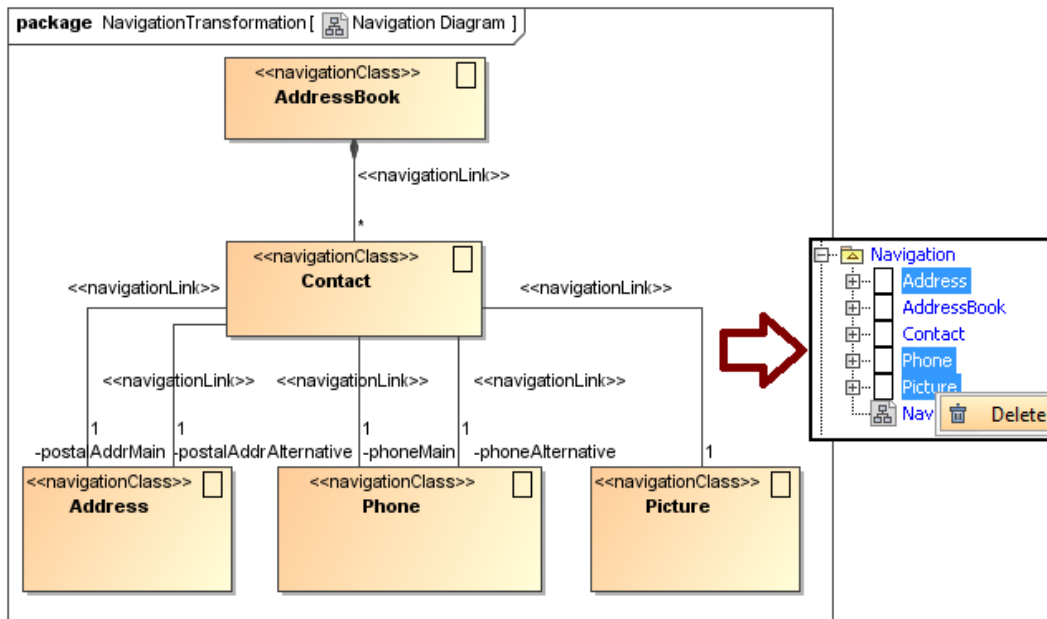 package NavigationTransformation [ Navigation Diagram ]
<<navigationClass>>
AddressBook
<<navigationLink>>
*
<<navigationClass>>
Contact
<<navigationLink>>
<<navigationLink>>
<<navigationLink>>
<<navigationLink>>
<<navigationLink>>
1
1
1
1
1
-postalAddrMain
-postalAddrAlternative
-phoneMain
-phoneAlternative
<<navigationClass>>
Address
<<navigationClass>>
Phone
<<navigationClass>>
Picture
Navigation
Address
AddressBook
Contact
Phone
Picture
Nav
Delete